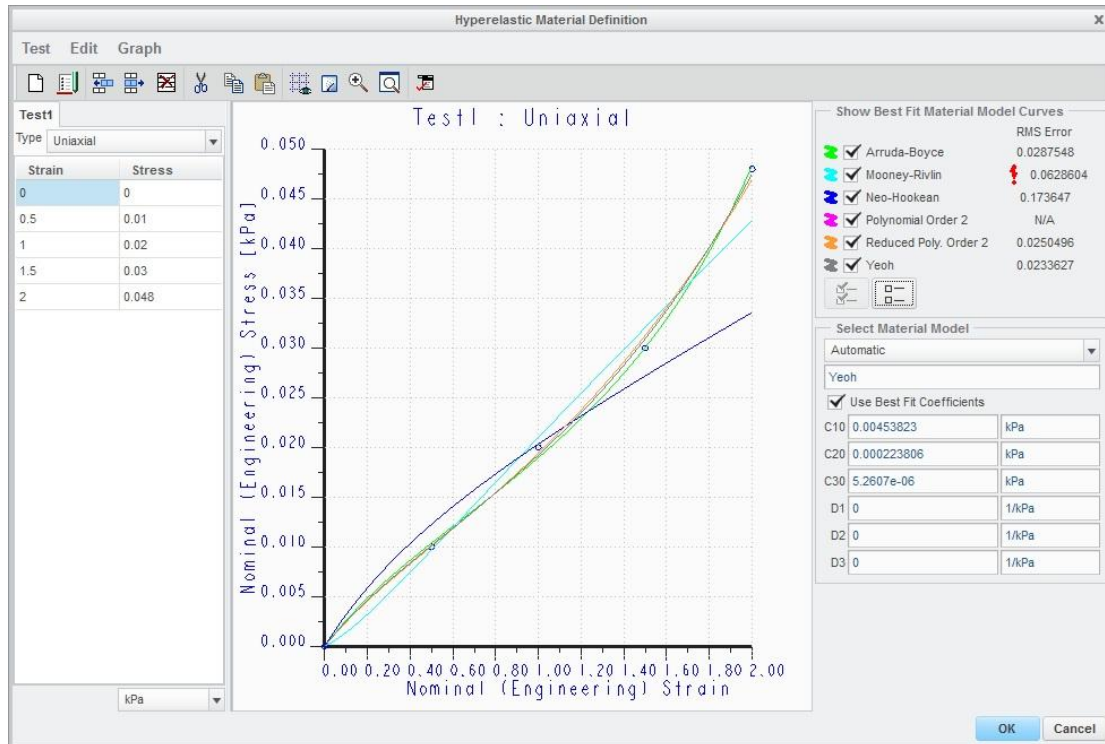 Hyperelastic Material Definition
x
Test Edit Graph
Test1
Type Uniaxial
Strain Stress
0 0
0.5 0.01
1 0.02
1.5 0.03
2 0.048
kPa
Test1 : Uniaxial
Nominal (Engineering) Stress [kPa]
0.050
0.045
0.040
0.035
0.030
0.025
0.020
0.015
0.010
0.005
0.000
0.00 0.20 0.40 0.60 0.80 1.00 1.20 1.40 1.60 1.80 2.00
Nominal (Engineering) Strain
Show Best Fit Material Model Curves
RMS Error
Arruda-Boyce 0.0287548
Mooney-Rivlin 0.0628604
Neo-Hookean 0.173647
Polynomial Order 2 N/A
Reduced Poly. Order 2 0.0250496
Yeoh 0.0233627
Select Material Model
Automatic
Yeoh
Use Best Fit Coefficients
C10 0.00453823 kPa
C20 0.000223806 kPa
C30 5.2607e-06 kPa
D1 0 1/kPa
D2 0 1/kPa
D3 0 1/kPa
OK Cancel